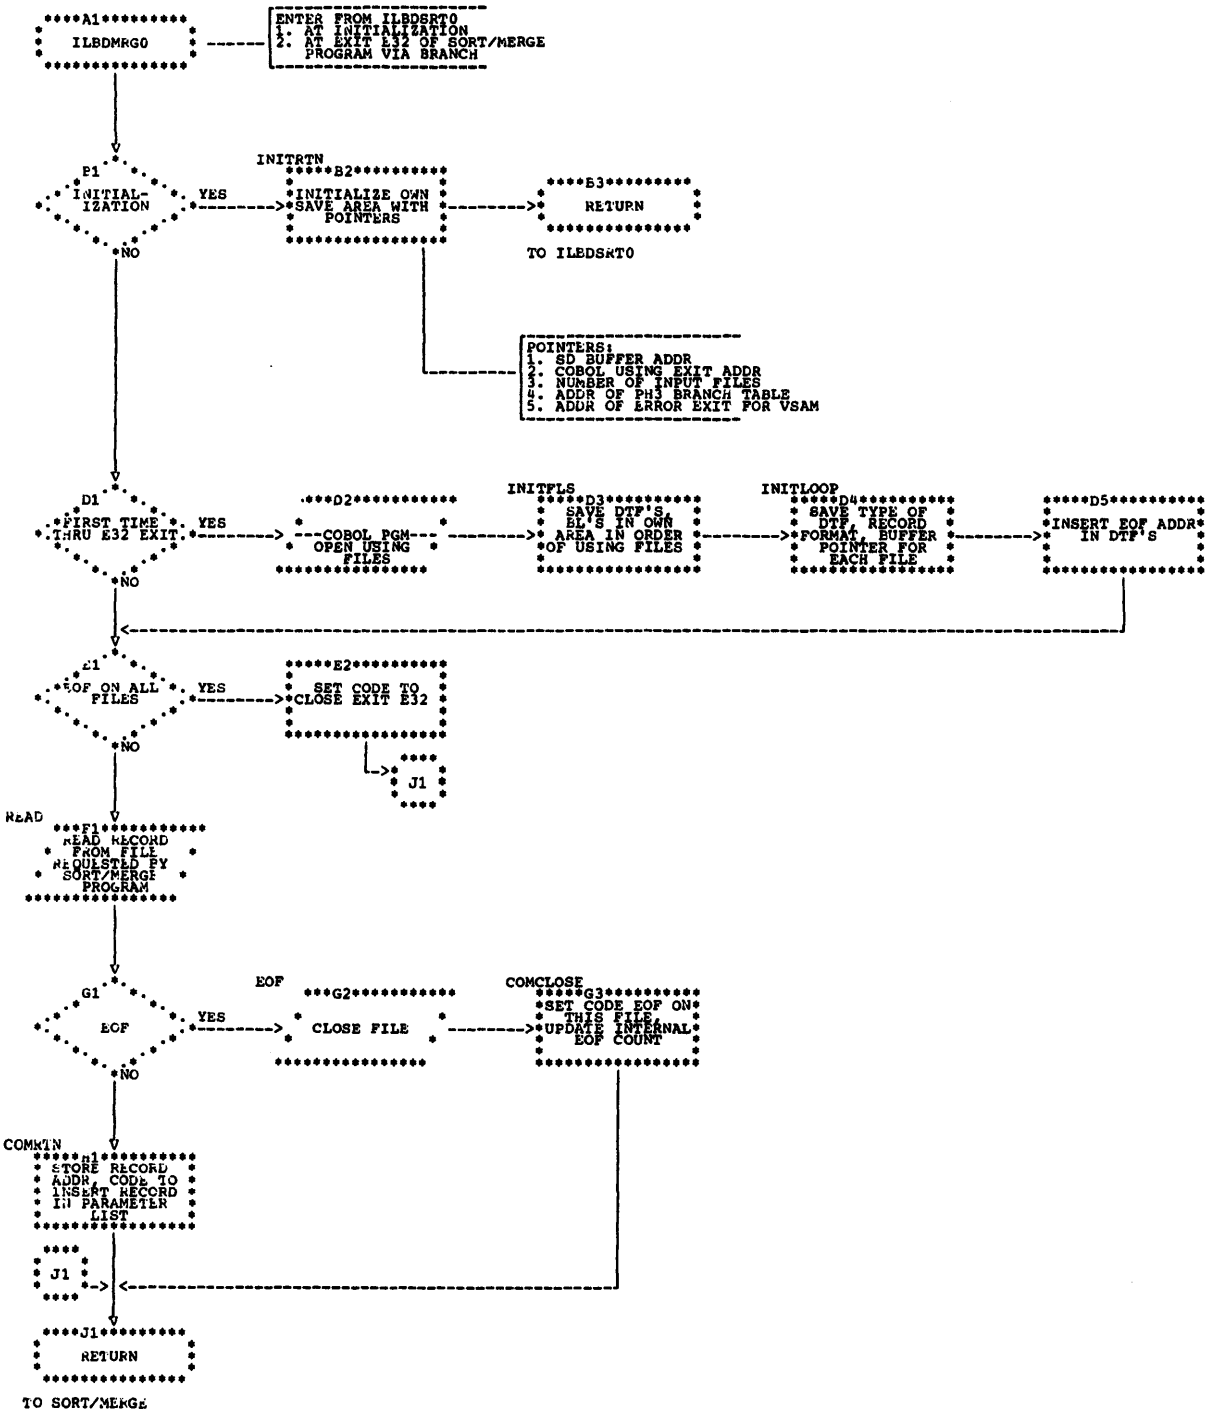 A1
ILBDMRG0
ENTER FROM ILBDSRT0
1. AT INITIALIZATION
2. AT EXIT E32 OF SORT/MERGE
PROGRAM VIA BRANCH
B1
INITIAL-
IZATION
YES
NO
INITRTN
B2
INITIALIZE OWN
SAVE AREA WITH
POINTERS
B3
RETURN
TO ILBDSRT0
POINTERS:
1. SD BUFFER ADDR
2. COBOL USING EXIT ADDR
3. NUMBER OF INPUT FILES
4. ADDR OF PH3 BRANCH TABLE
5. ADDR OF ERROR EXIT FOR VSAM
D1
FIRST TIME
THRU E32 EXIT
YES
NO
D2
COBOL PGM
OPEN USING
FILES
INITFLS
D3
SAVE DTF'S,
BL'S IN OWN
AREA IN ORDER
OF USING FILES
INITLOOP
D4
SAVE TYPE OF
DTF, RECORD
FORMAT, BUFFER
POINTER FOR
EACH FILE
D5
INSERT EOF ADDR
IN DTF'S
E1
EOF ON ALL
FILES
YES
NO
E2
SET CODE TO
CLOSE EXIT E32
J1
READ
F1
READ RECORD
FROM FILE
REQUESTED BY
SORT/MERGE
PROGRAM
G1
EOF
YES
NO
EOF
G2
CLOSE FILE
COMCLOSE
G3
SET CODE EOF ON
THIS FILE,
UPDATE INTERNAL
EOF COUNT
COMRTN
H1
STORE RECORD
ADDR, CODE TO
INSERT RECORD
IN PARAMETER
LIST
J1
J1
RETURN
TO SORT/MERGE